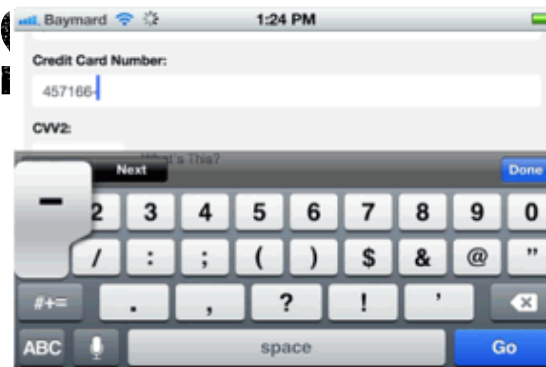 Baymard 1:24 PM
Credit Card Number:
457166-
CVV2:
What's This?
Next Done
- 2 3 4 5 6 7 8 9 0
/ : ; ( ) $ & @ "
#+= . , ? ! '
ABC space Go